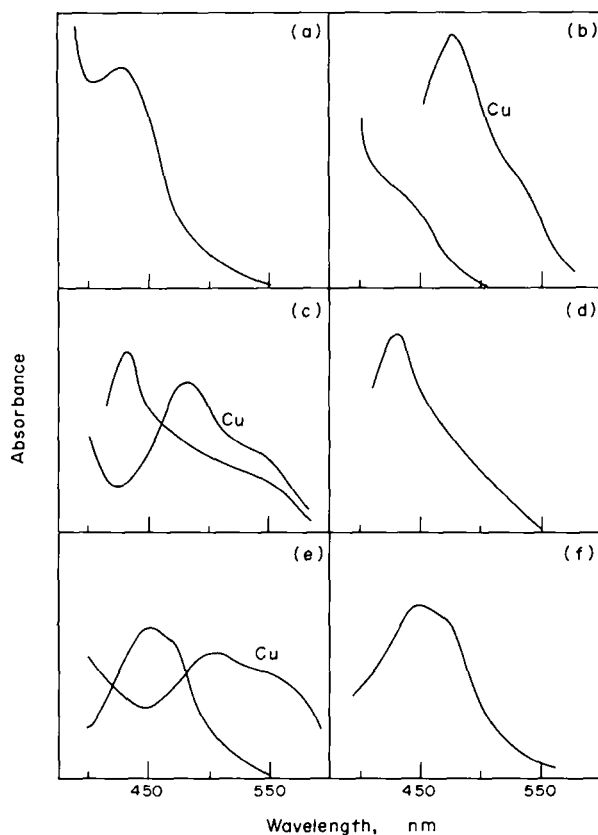 (a)
(b)
Cu
(c)
Cu
(d)
(e)
Cu
(f)
Absorbance
450 550 450 550
Wavelength, nm